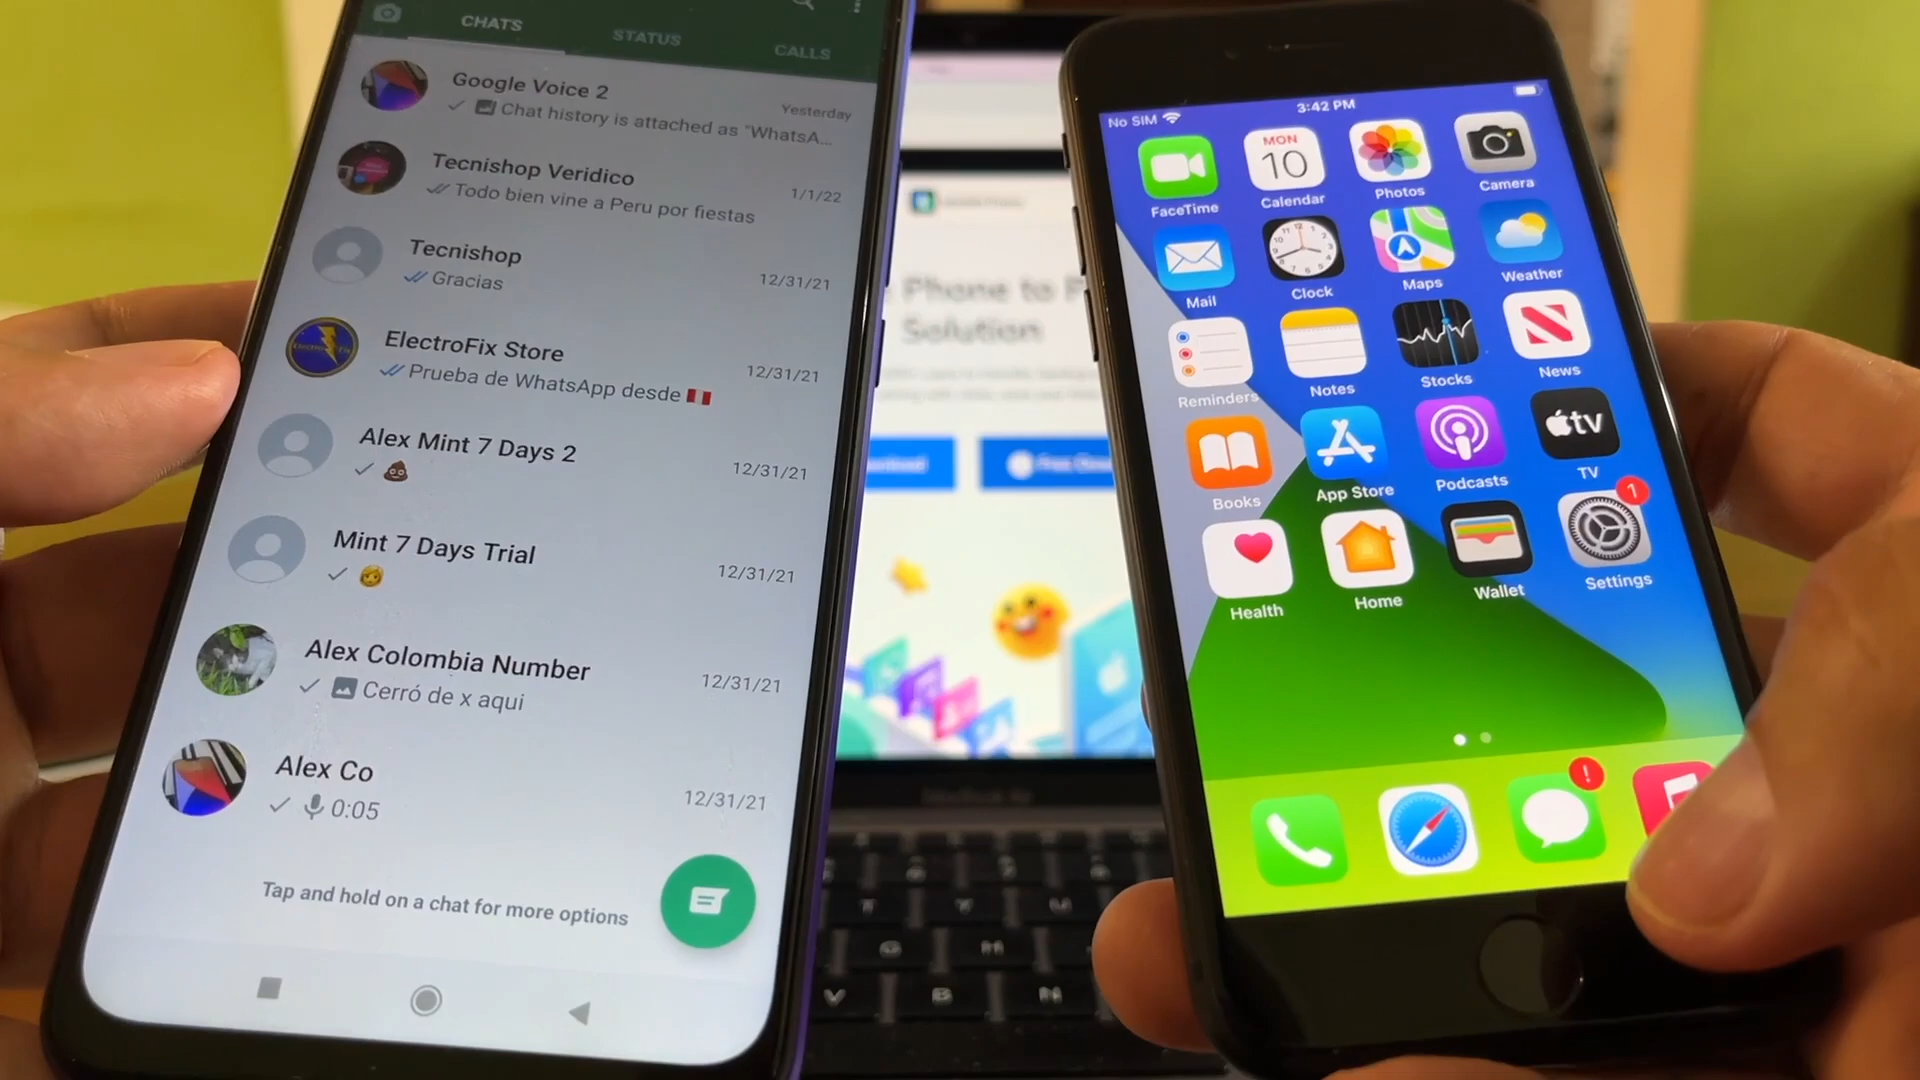 CHATS
STATUS
CALLS
Google Voice 2
Yesterday
Chat history is attached as "WhatsA...
Tecnishop Veridico
1/1/22
Todo bien vine a Peru por fiestas
Tecnishop
12/31/21
Gracias
ElectroFix Store
12/31/21
Prueba de WhatsApp desde 🇵🇪
Alex Mint 7 Days 2
12/31/21
💩
Mint 7 Days Trial
12/31/21
Alex Colombia Number
12/31/21
Cerró de x aqui
Alex Co
12/31/21
0:05
Tap and hold on a chat for more options
Phone to P
Solution
No SIM
3:42 PM
MON
10
FaceTime
Calendar
Photos
Camera
Mail
Clock
Maps
Weather
Reminders
Notes
Stocks
News
tv
Books
App Store
Podcasts
TV
1
Health
Home
Wallet
Settings
!
MacBook Air
T
Y
U
G
H
V
B
N